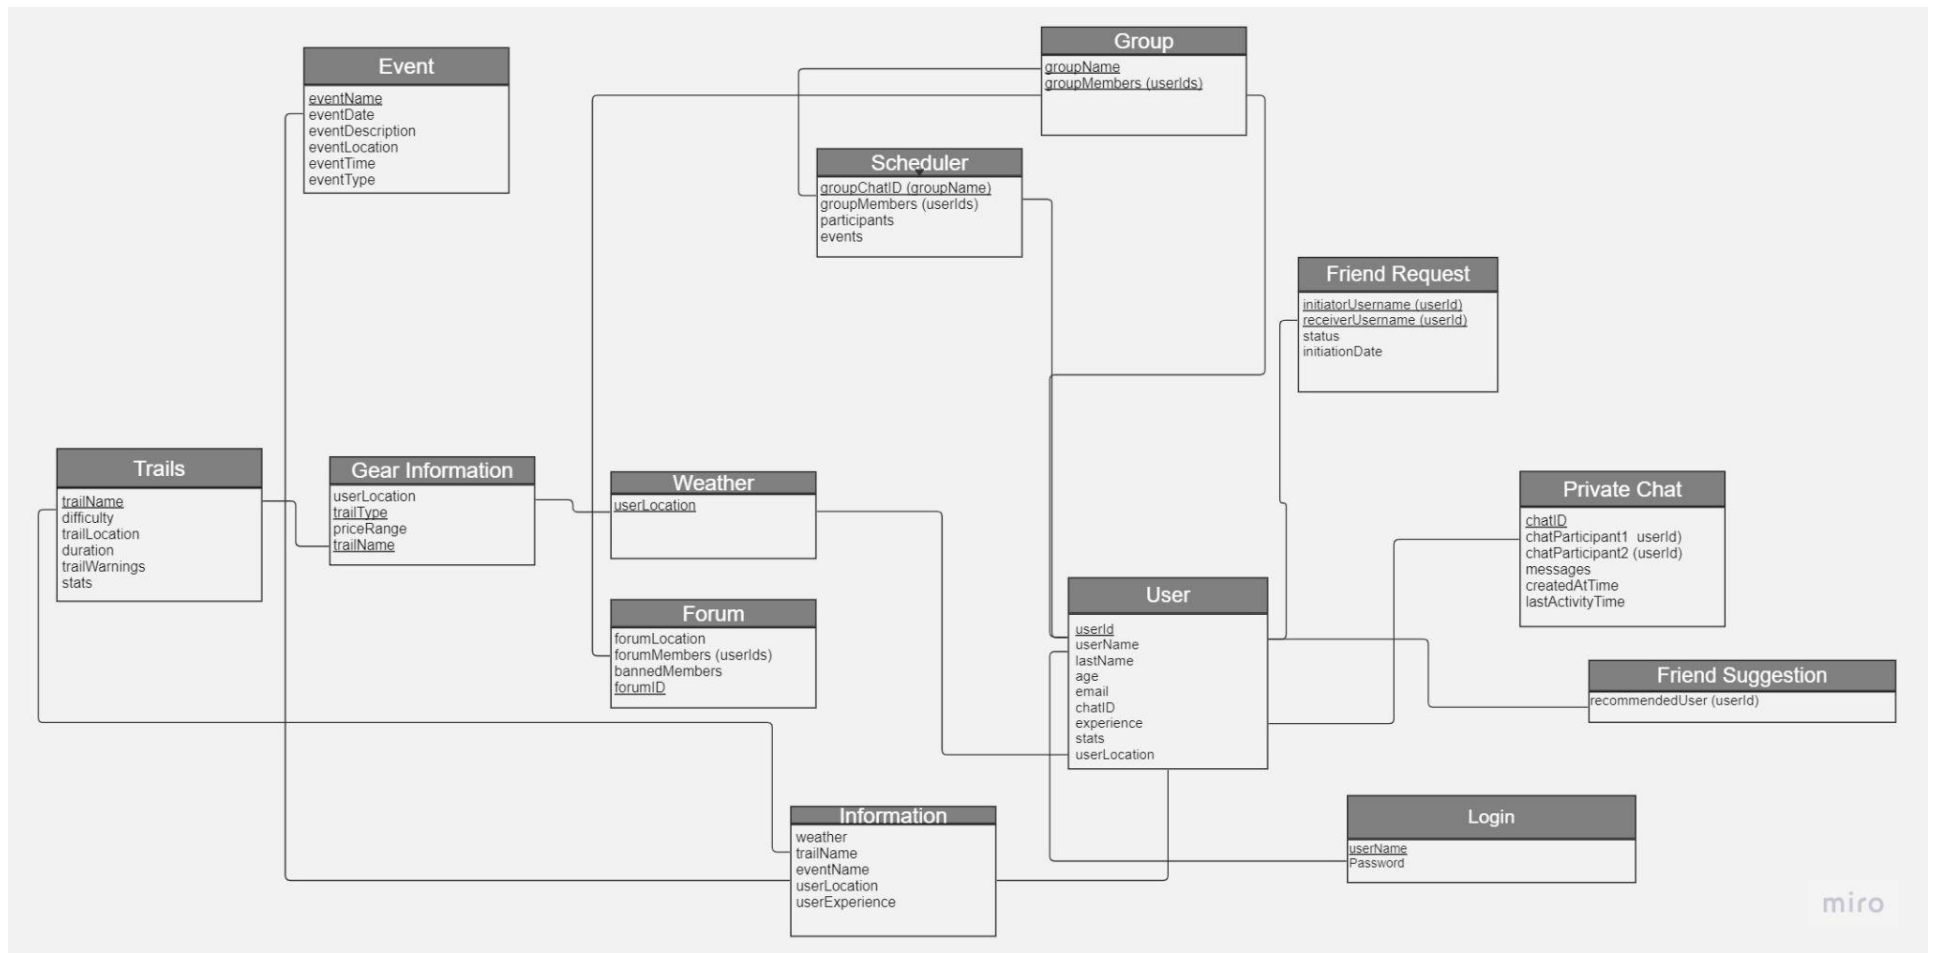 Event
eventName
eventDate
eventDescription
eventLocation
eventTime
eventType
Group
groupName
groupMembers (userIds)
Scheduler
groupChatID (groupName)
groupMembers (userIds)
participants
events
Friend Request
initiatorUsername (userId)
receiverUsername (userId)
status
initiationDate
Trails
trailName
difficulty
trailLocation
duration
trailWarnings
stats
Gear Information
userLocation
trailType
priceRange
trailName
Weather
userLocation
Forum
forumLocation
forumMembers (userIds)
bannedMembers
forumID
User
userId
userName
lastName
age
email
chatID
experience
stats
userLocation
Private Chat
chatID
chatParticipant1  userId)
chatParticipant2 (userId)
messages
createdAtTime
lastActivityTime
Friend Suggestion
recommendedUser (userId)
Information
weather
trailName
eventName
userLocation
userExperience
Login
userName
Password
miro